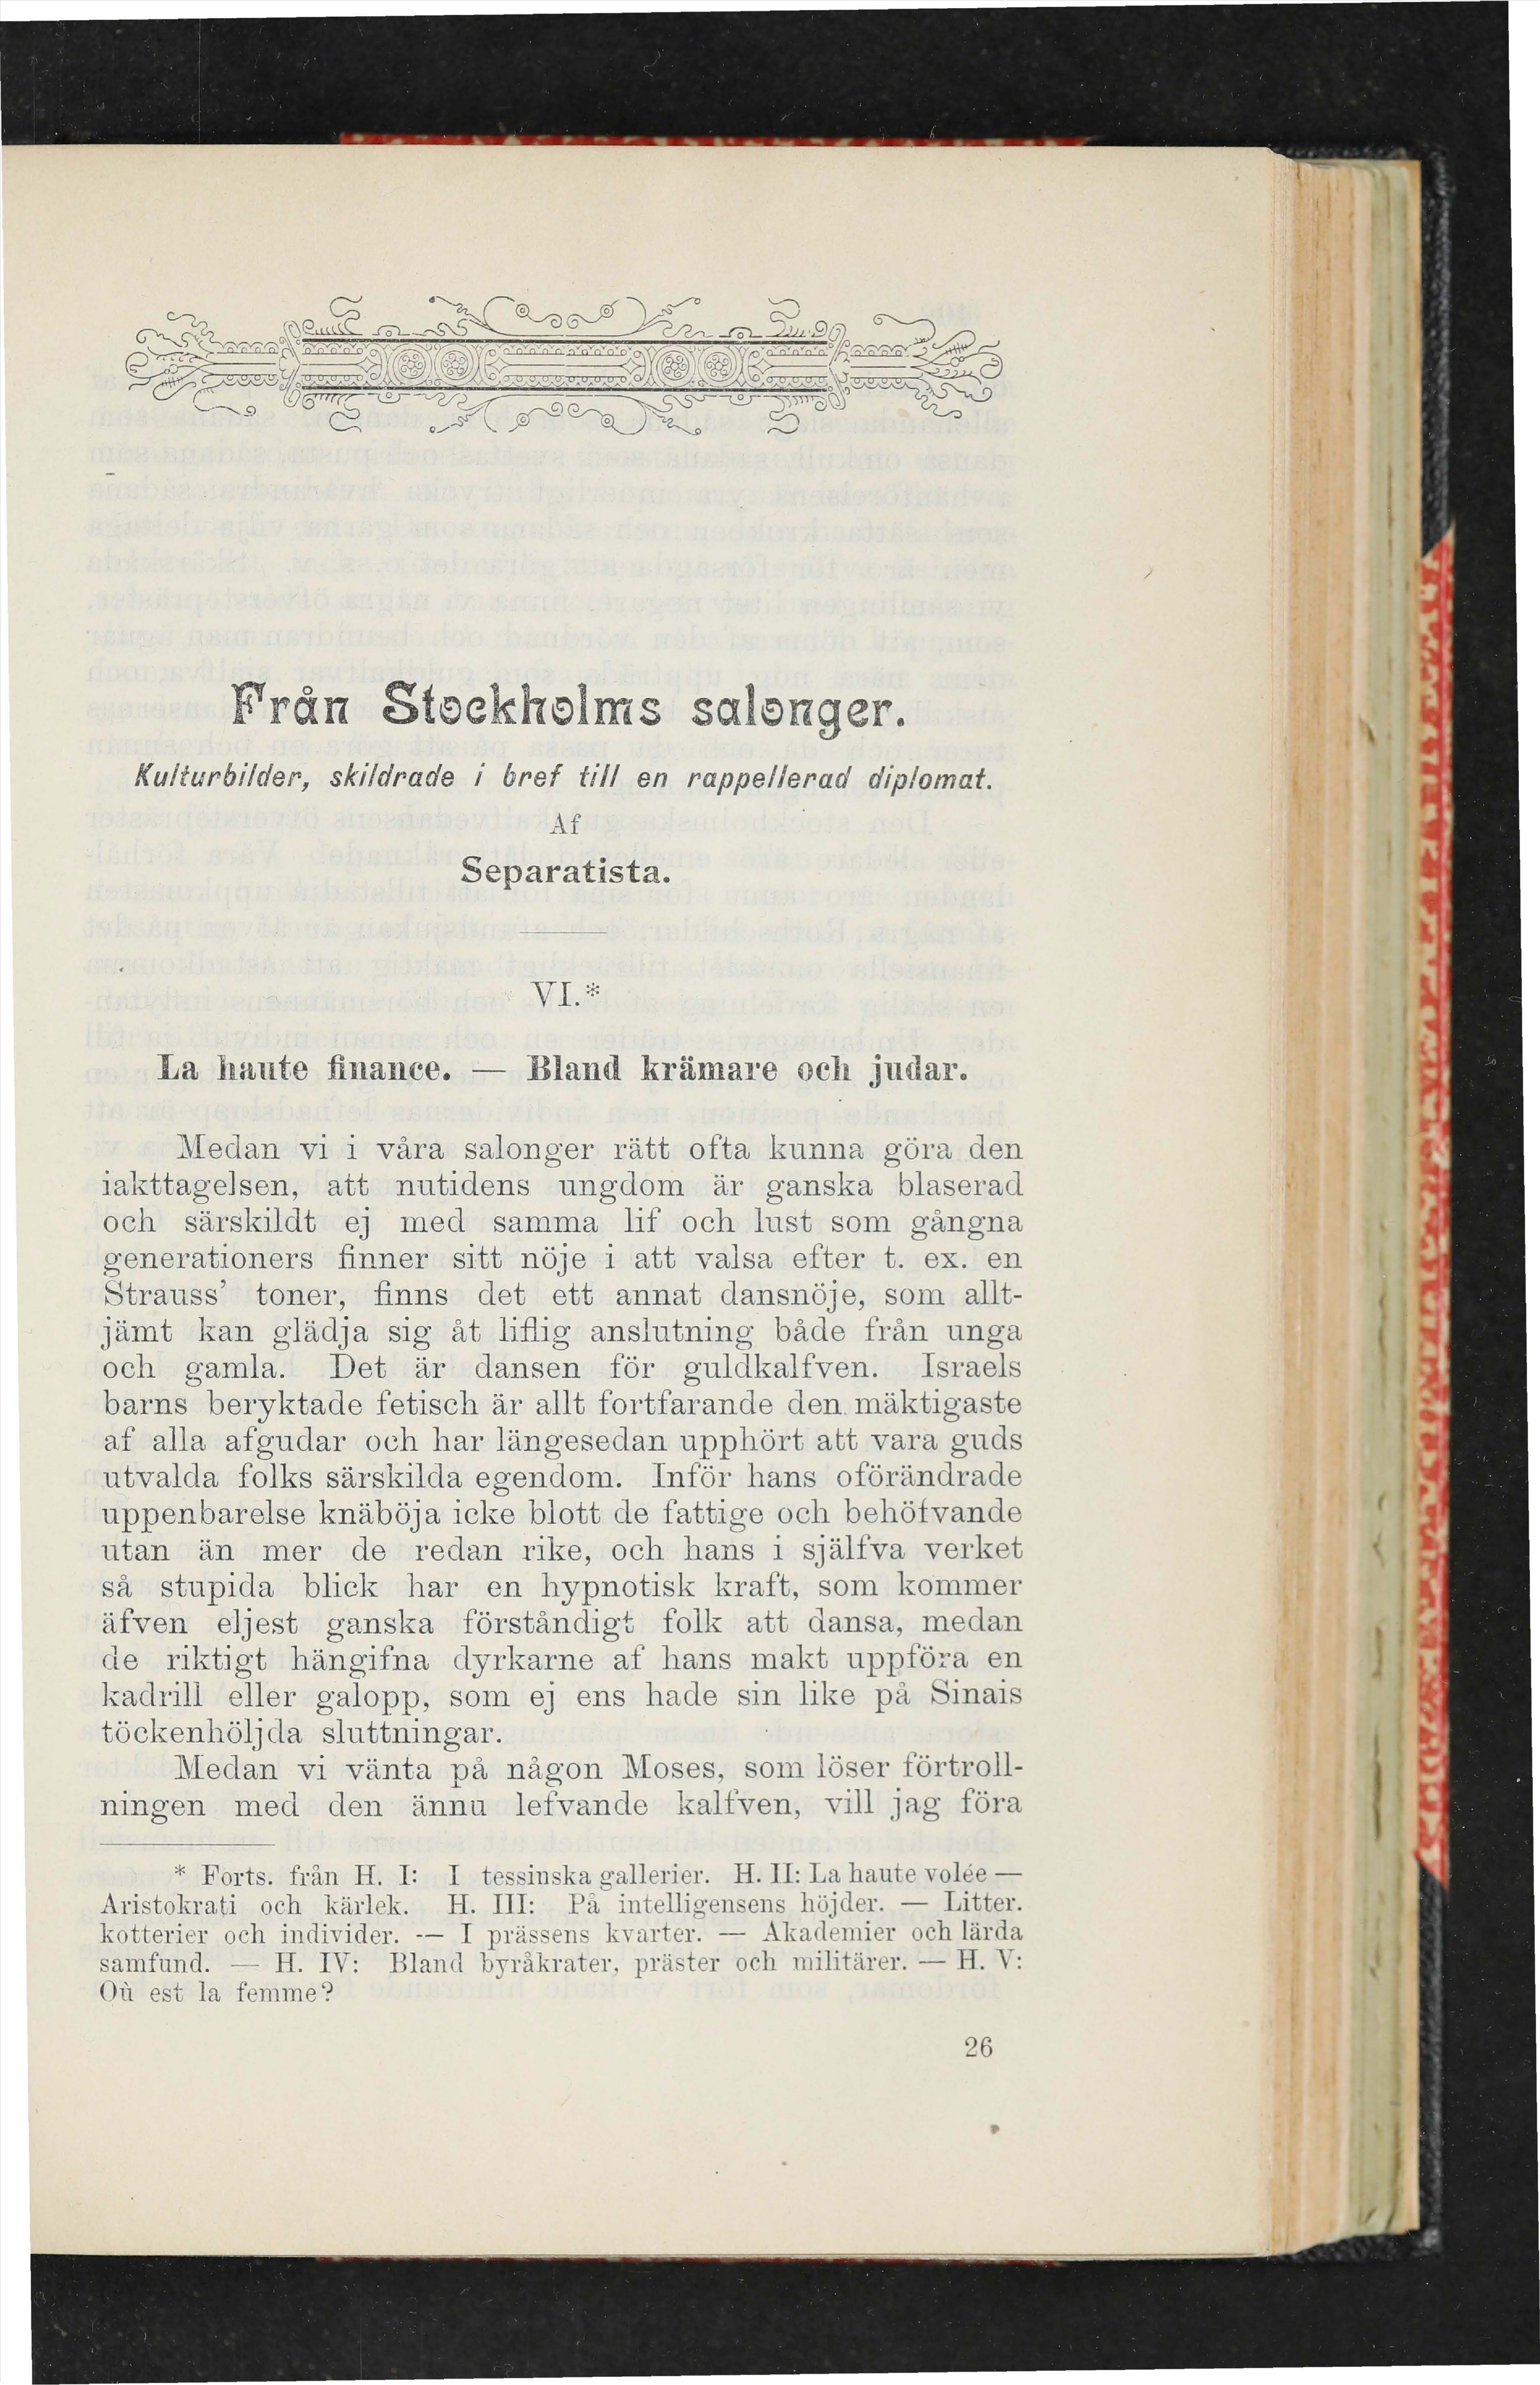 Från Stockholms salonger.
Kulturbilder, skildrade i bref till en rappellerad diplomat.
Af
Separatista.
VI.*
La haute finance. — Bland krämare och judar.
Medan vi i våra salonger rätt ofta kunna göra den
iakttagelsen, att nutidens ungdom är ganska blaserad
och särskildt ej med samma lif och lust som gångna
generationers finner sitt nöje i att valsa efter t. ex. en
Strauss' toner, finns det ett annat dansnöje, som allt-
jämt kan glädja sig åt liflig anslutning både från unga
och gamla. Det är dansen för guldkalfven. Israels
barns beryktade fetisch är allt fortfarande den mäktigaste
af alla afgudar och har längesedan upphört att vara guds
utvalda folks särskilda egendom. Inför hans oförändrade
uppenbarelse knäböja icke blott de fattige och behöfvande
utan än mer de redan rike, och hans i själfva verket
så stupida blick har en hypnotisk kraft, som kommer
äfven eljest ganska förståndigt folk att dansa, medan
de riktigt hängifna dyrkarne af hans makt uppföra en
kadrill eller galopp, som ej ens hade sin like på Sinais
töckenhöljda sluttningar.
Medan vi vänta på någon Moses, som löser förtroll-
ningen med den ännu lefvande kalfven, vill jag föra
* Forts. från H. I: I tessinska gallerier. H. II: La haute volée —
Aristokrati och kärlek. H. III: På intelligensens höjder. — Litter.
kotterier och individer. — I prässens kvarter. — Akademier och lärda
samfund. — H. IV: Bland byråkrater, präster och militärer. — H. V:
Où est la femme?
26